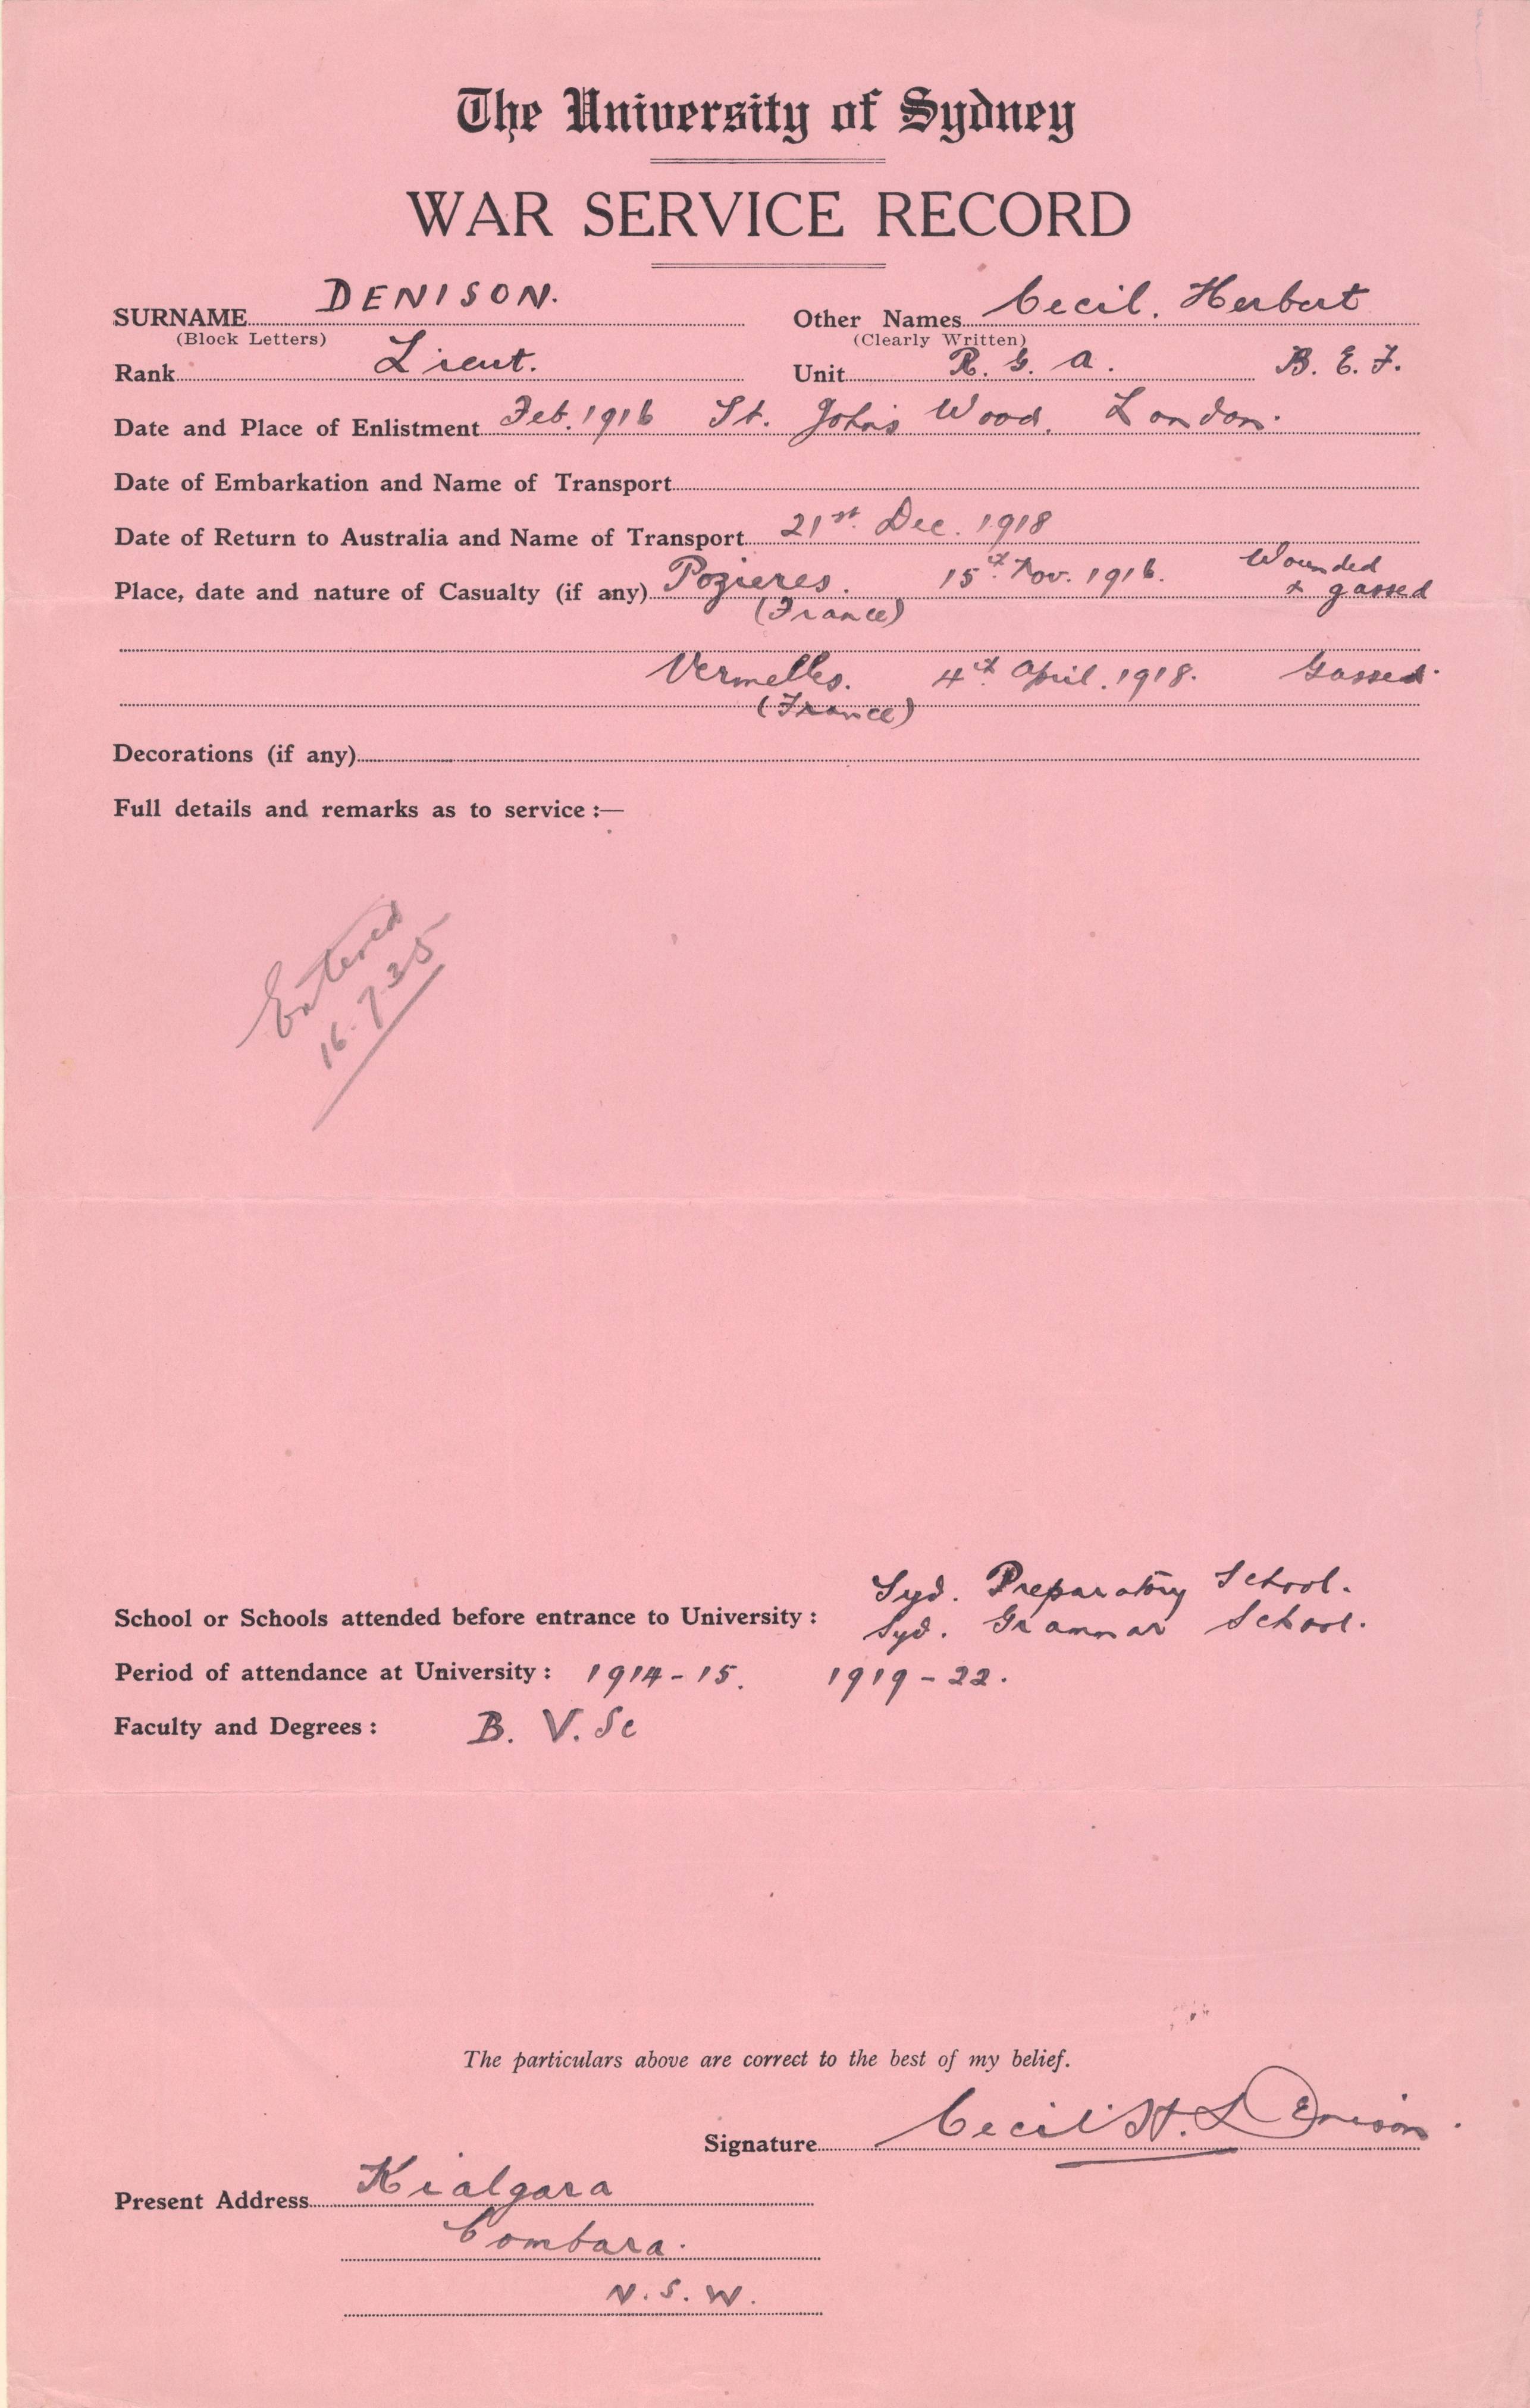 The University of Sydney
WAR SERVICE RECORD
SURNAME DENISON. Other Names Cecil. Herbert
(Block Letters) (Clearly Written)
Rank Lieut. Unit R. G. A. B. E. F.
Date and Place of Enlistment Feb. 1916 St. John's Wood. London.
Date of Embarkation and Name of Transport
Date of Return to Australia and Name of Transport 21st. Dec. 1918
Place, date and nature of Casualty (if any) Pozieres. 15th. Nov. 1916. Wounded
(France) & gassed
Vermelles. 4th. April. 1918. Gassed.
(France)
Decorations (if any)
Full details and remarks as to service :—
Entered
16.7.35
School or Schools attended before entrance to University : Syd. Preparatory School.
Syd. Grammar School.
Period of attendance at University : 1914-15. 1919-22.
Faculty and Degrees : B. V. Sc
The particulars above are correct to the best of my belief.
Signature Cecil H. Denison.
Present Address Kialgara
Combara.
N. S. W.